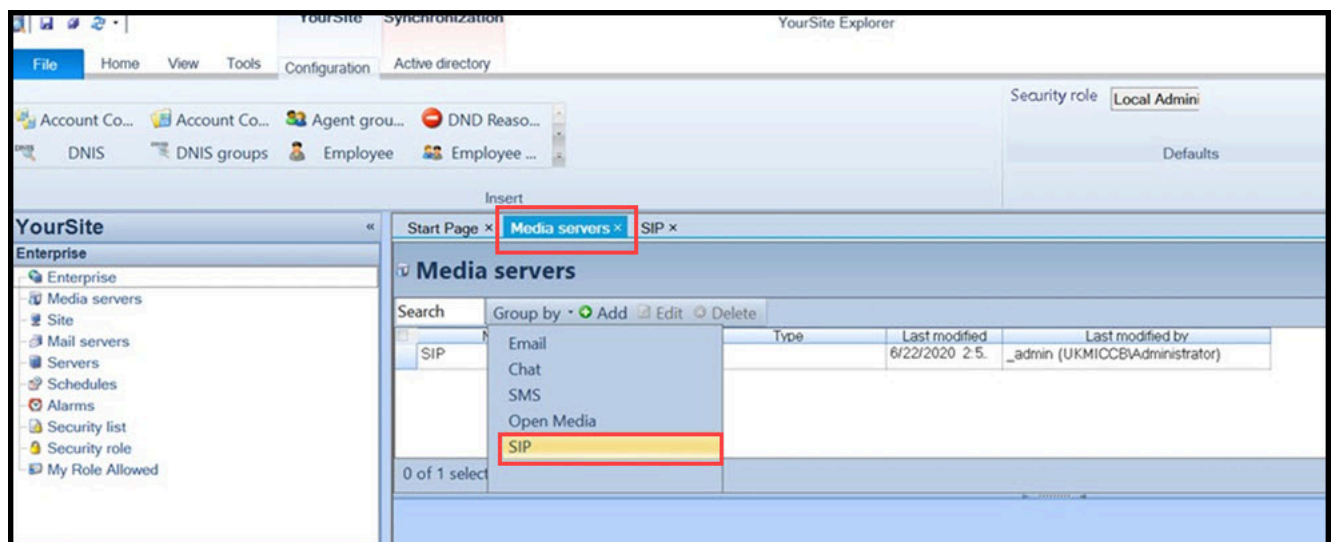 YourSite Synchronization YourSite Explorer
File Home View Tools Configuration Active directory
Security role Local Admini
Account Co... Account Co... Agent grou... DND Reaso...
DNIS DNIS groups Employee Employee ...
Defaults
Insert
YourSite « Start Page × Media servers × SIP ×
Enterprise
Enterprise
Media servers
Site
Mail servers
Servers
Schedules
Alarms
Security list
Security role
My Role Allowed
Media servers
Search Group by Add Edit Delete
Type Last modified Last modified by
SIP 6/22/2020 2:5.. _admin (UKMICCB\Administrator)
Email
Chat
SMS
Open Media
SIP
0 of 1 select